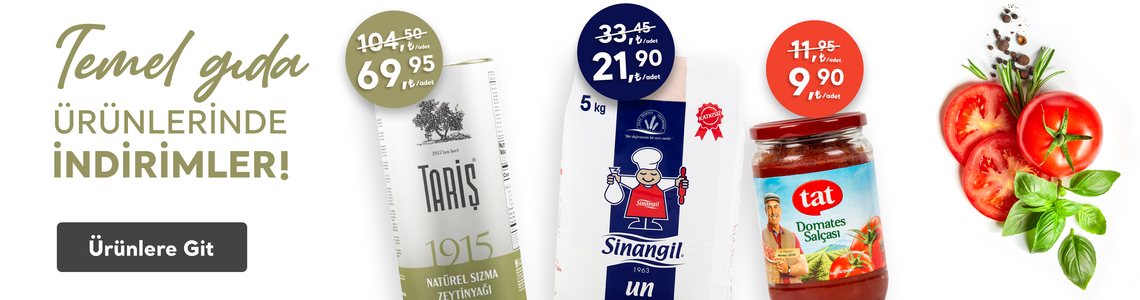 Temel gıda
ÜRÜNLERİNDE
İNDİRİMLER!
Ürünlere Git
104,50
₺/adet
69,95
₺/adet
1915'ten beri
TARİŞ
1915
NATÜREL SIZMA
ZEYTİNYAĞI
33,45
₺/adet
21,90
₺/adet
5 kg
KATKISIZ
Sinangil
Sinangil
1963
un
11,95
₺/adet
9,90
₺/adet
tat
Domates
Salçası